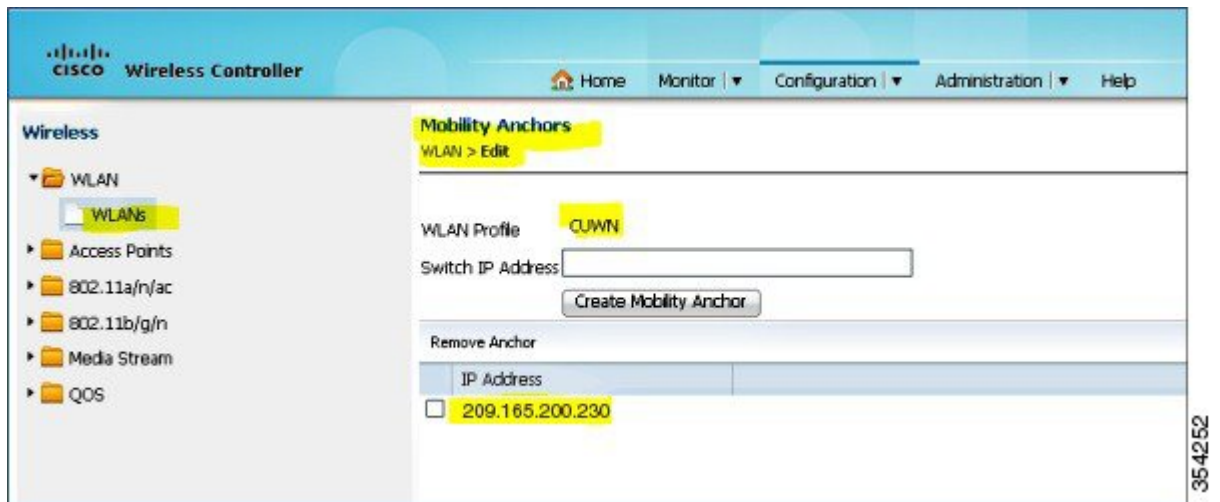 CISCO Wireless Controller
Home Monitor Configuration Administration Help
Wireless
WLAN
WLANs
Access Points
802.11a/n/ac
802.11b/g/n
Media Stream
QOS
Mobility Anchors
WLAN > Edit
WLAN Profile CUWN
Switch IP Address
Create Mobility Anchor
Remove Anchor
IP Address
209.165.200.230
354252